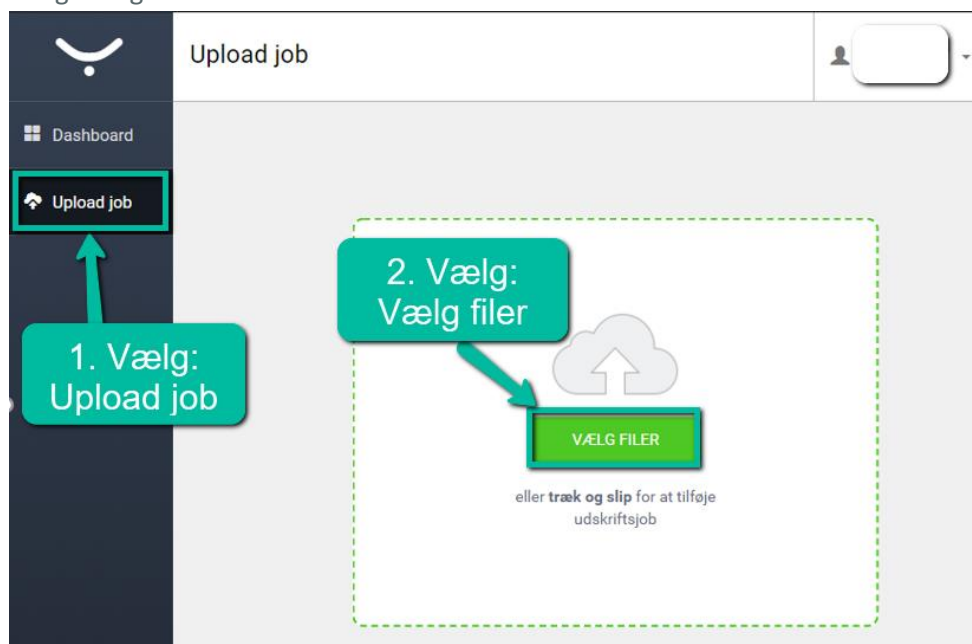 Upload job
Dashboard
Upload job
1. Vælg:
Upload job
2. Vælg:
Vælg filer
VÆLG FILER
eller træk og slip for at tilføje
udskriftsjob